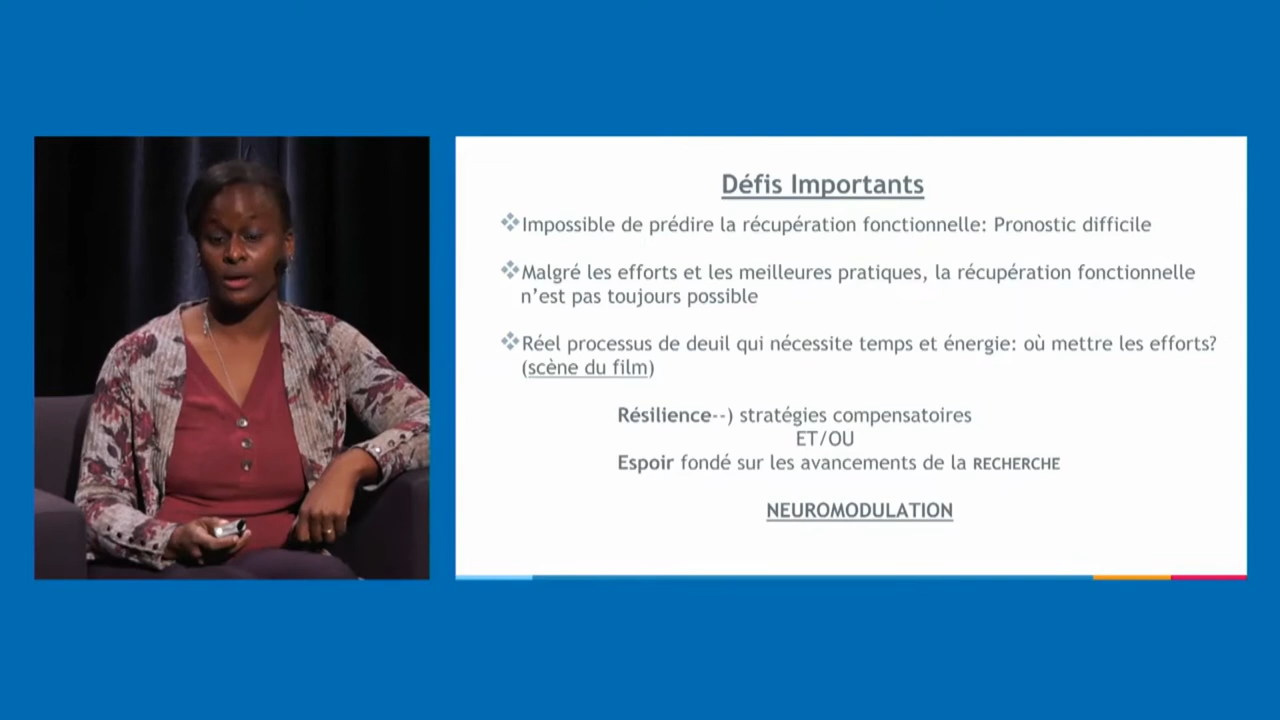 Défis Importants
Impossible de prédire la récupération fonctionnelle: Pronostic difficile
Malgré les efforts et les meilleures pratiques, la récupération fonctionnelle
n'est pas toujours possible
Réel processus de deuil qui nécessite temps et énergie: où mettre les efforts?
(scène du film)
Résilience--) stratégies compensatoires
ET/OU
Espoir fondé sur les avancements de la RECHERCHE
NEUROMODULATION